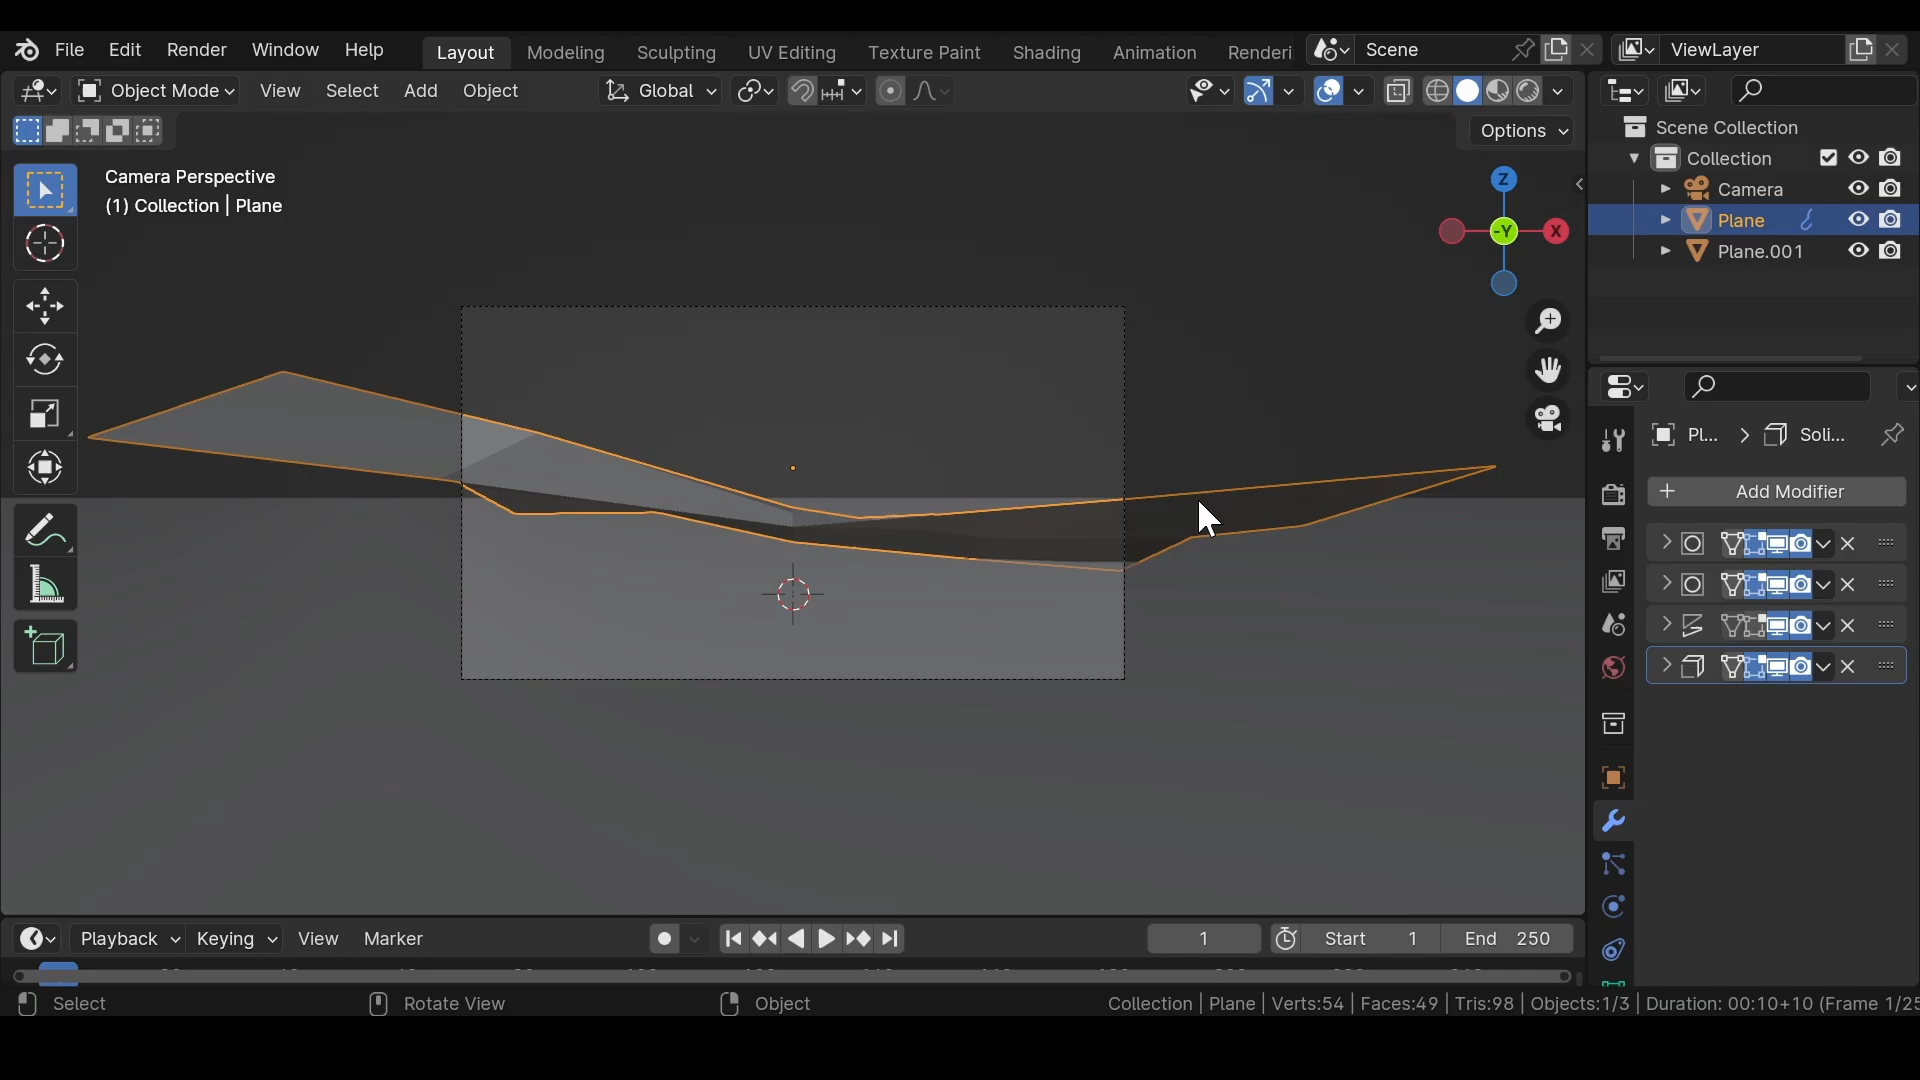 File Edit Render Window Help Layout Modeling Sculpting UV Editing Texture Paint Shading Animation Renderi Scene ViewLayer
Object Mode View Select Add Object Global
Options
Camera Perspective
(1) Collection | Plane
Z
-Y X
Scene Collection
Collection
Camera
Plane
Plane.001
Pl... Soli...
Add Modifier
Playback Keying View Marker 1 Start 1 End 250
Select Rotate View Object Collection | Plane | Verts:54 | Faces:49 | Tris:98 | Objects:1/3 | Duration: 00:10+10 (Frame 1/25